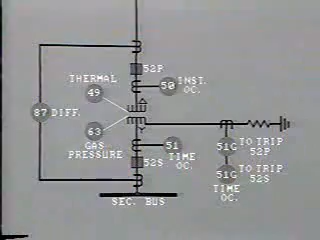 52P
THERMAL
49
50 INST.
OC.
87 DIFF.
63
GAS
PRESSURE
51
TIME
OC.
52S
51G TO TRIP
52P
51G TO TRIP
52S
TIME
OC.
SEC. BUS